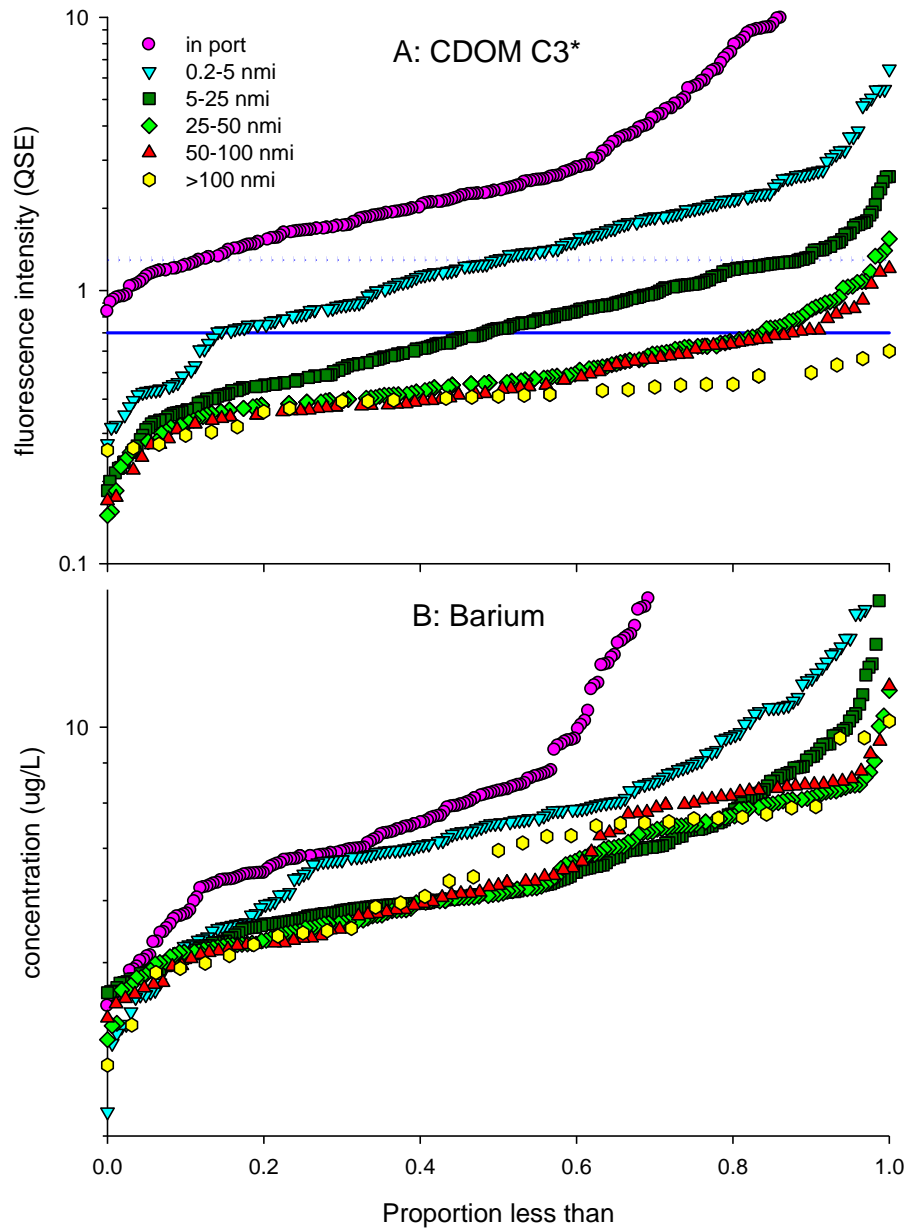 A: CDOM C3*
in port
0.2-5 nmi
5-25 nmi
25-50 nmi
50-100 nmi
>100 nmi
fluorescence intensity (QSE)
10
1
0.1
B: Barium
concentration (ug/L)
10
0.0 0.2 0.4 0.6 0.8 1.0
Proportion less than